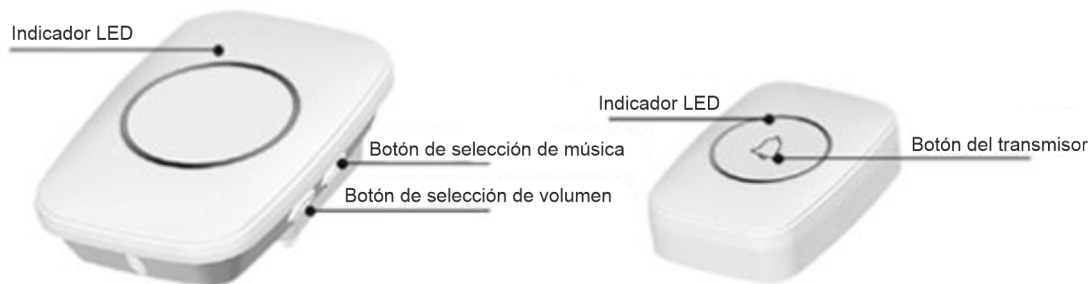 Indicador LED
Botón de selección de música
Botón de selección de volumen
Indicador LED
Botón del transmisor